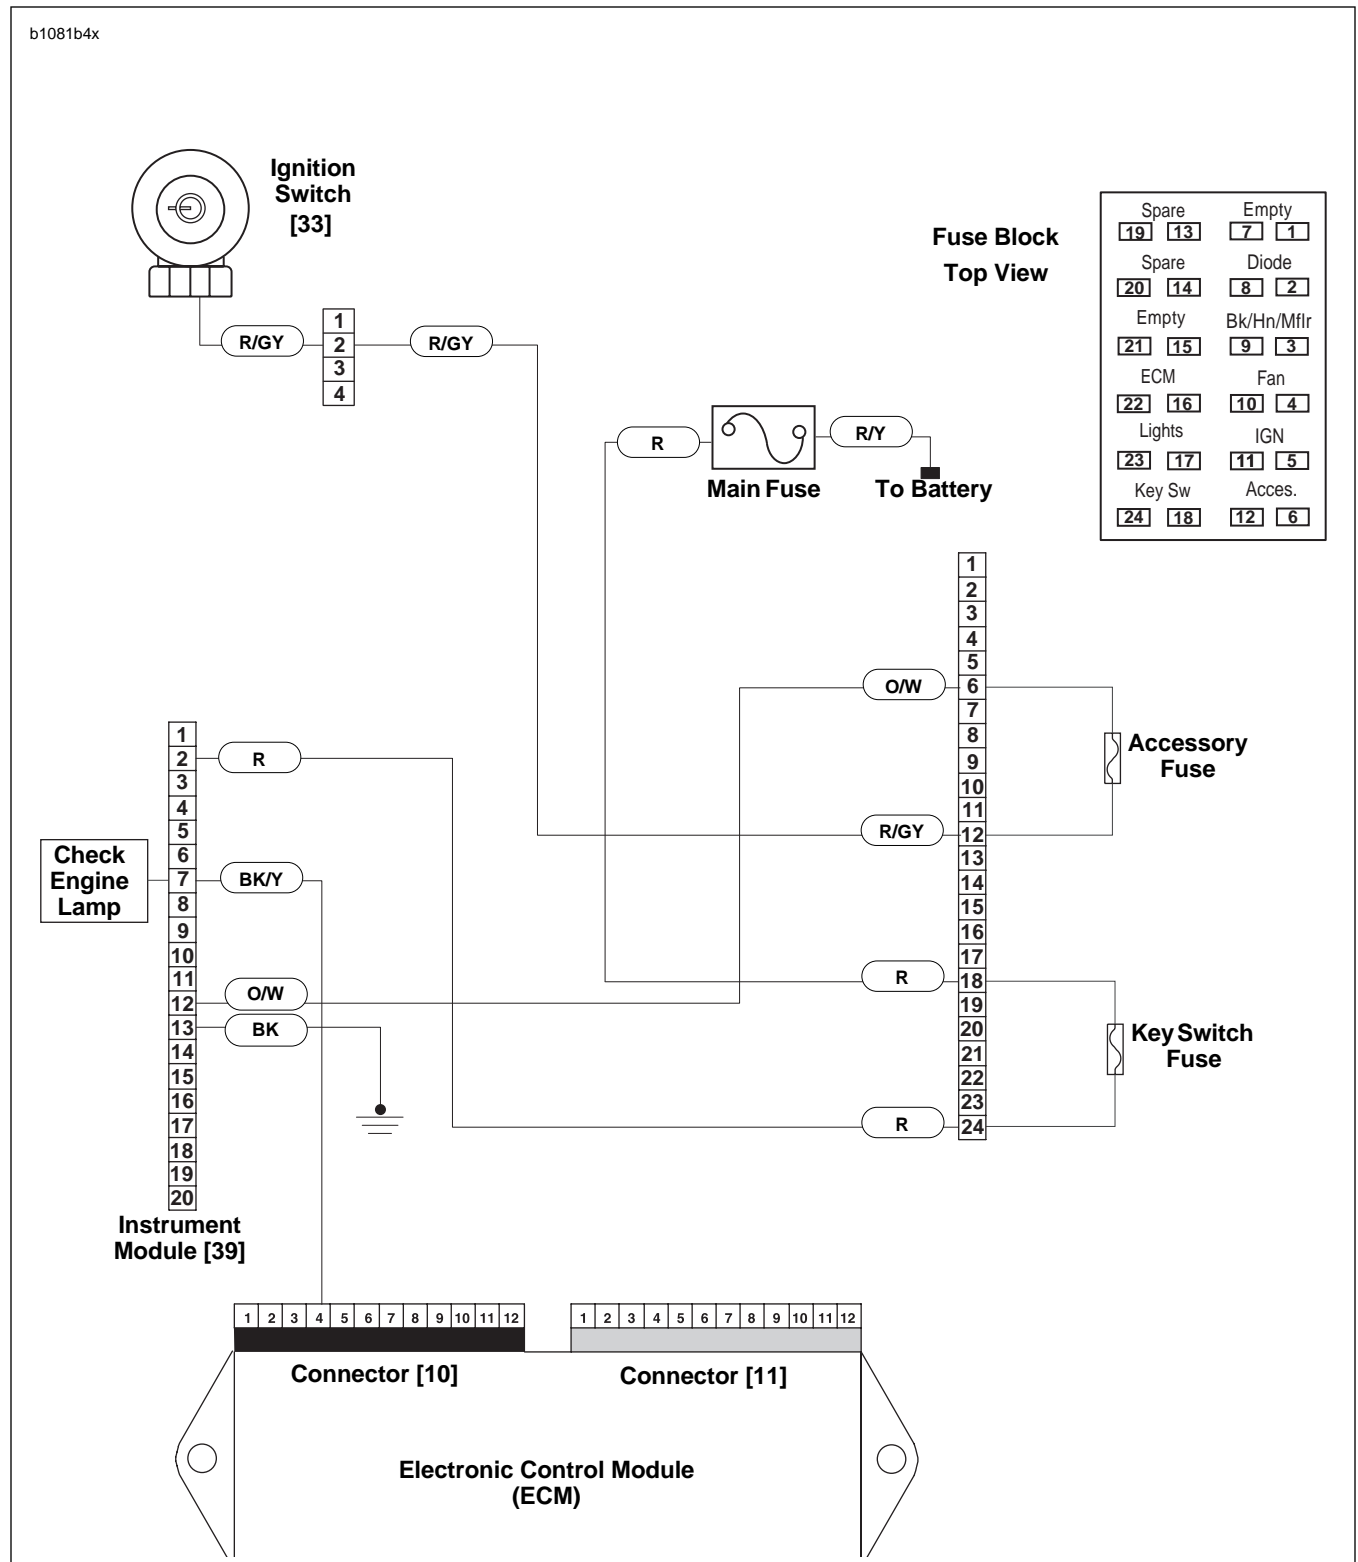 b1081b4x
Ignition
Switch
[33]
Fuse Block
Top View
Spare Empty
19 13 7 1
Spare Diode
20 14 8 2
Empty Bk/Hn/Mflr
21 15 9 3
ECM Fan
22 16 10 4
Lights IGN
23 17 11 5
Key Sw Acces.
24 18 12 6
R/GY
1
2
3
4
R/GY
R
R/Y
Main Fuse
To Battery
1
2
3
4
5
6
7
8
9
10
11
12
13
14
15
16
17
18
19
20
21
22
23
24
O/W
R/GY
R
R
Accessory
Fuse
Key Switch
Fuse
1
2
3
4
5
6
7
8
9
10
11
12
13
14
15
16
17
18
19
20
R
BK/Y
O/W
BK
Check
Engine
Lamp
Instrument
Module [39]
1 2 3 4 5 6 7 8 9 10 11 12
1 2 3 4 5 6 7 8 9 10 11 12
Connector [10]
Connector [11]
Electronic Control Module
(ECM)